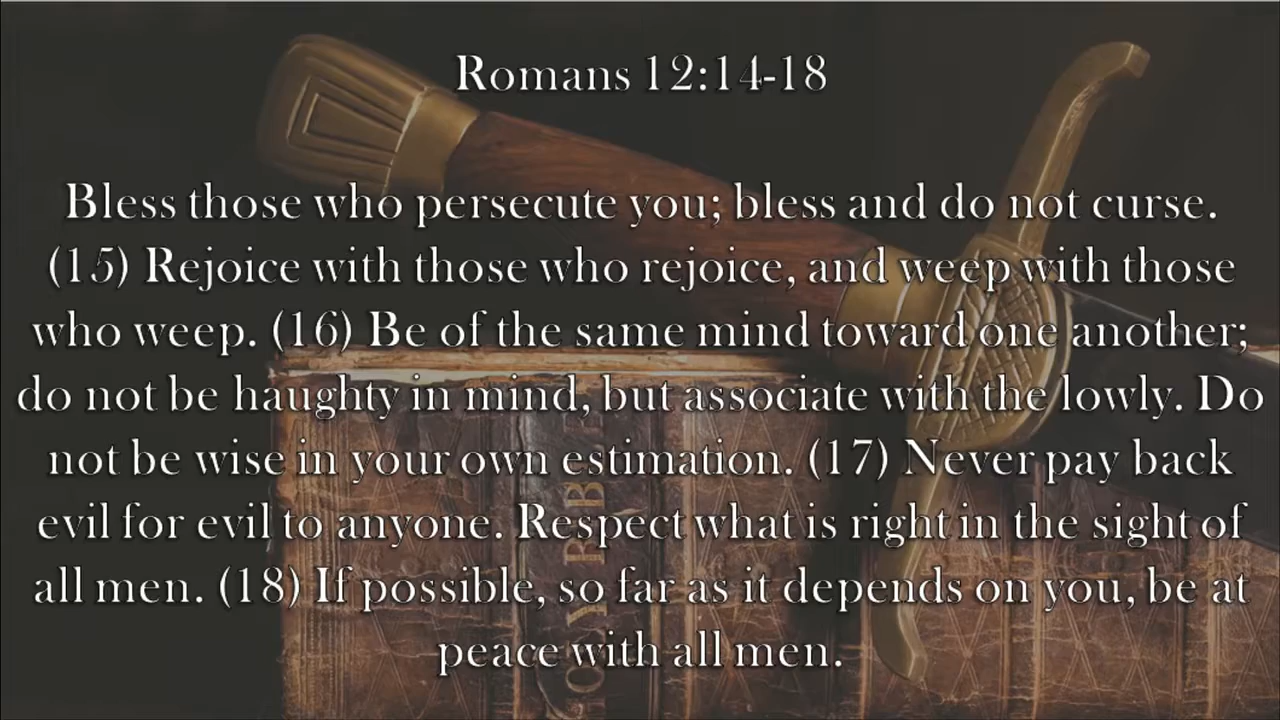 Romans 12:14-18
Bless those who persecute you; bless and do not curse.
(15) Rejoice with those who rejoice, and weep with those
who weep. (16) Be of the same mind toward one another;
do not be haughty in mind, but associate with the lowly. Do
not be wise in your own estimation. (17) Never pay back
evil for evil to anyone. Respect what is right in the sight of
all men. (18) If possible, so far as it depends on you, be at
peace with all men.